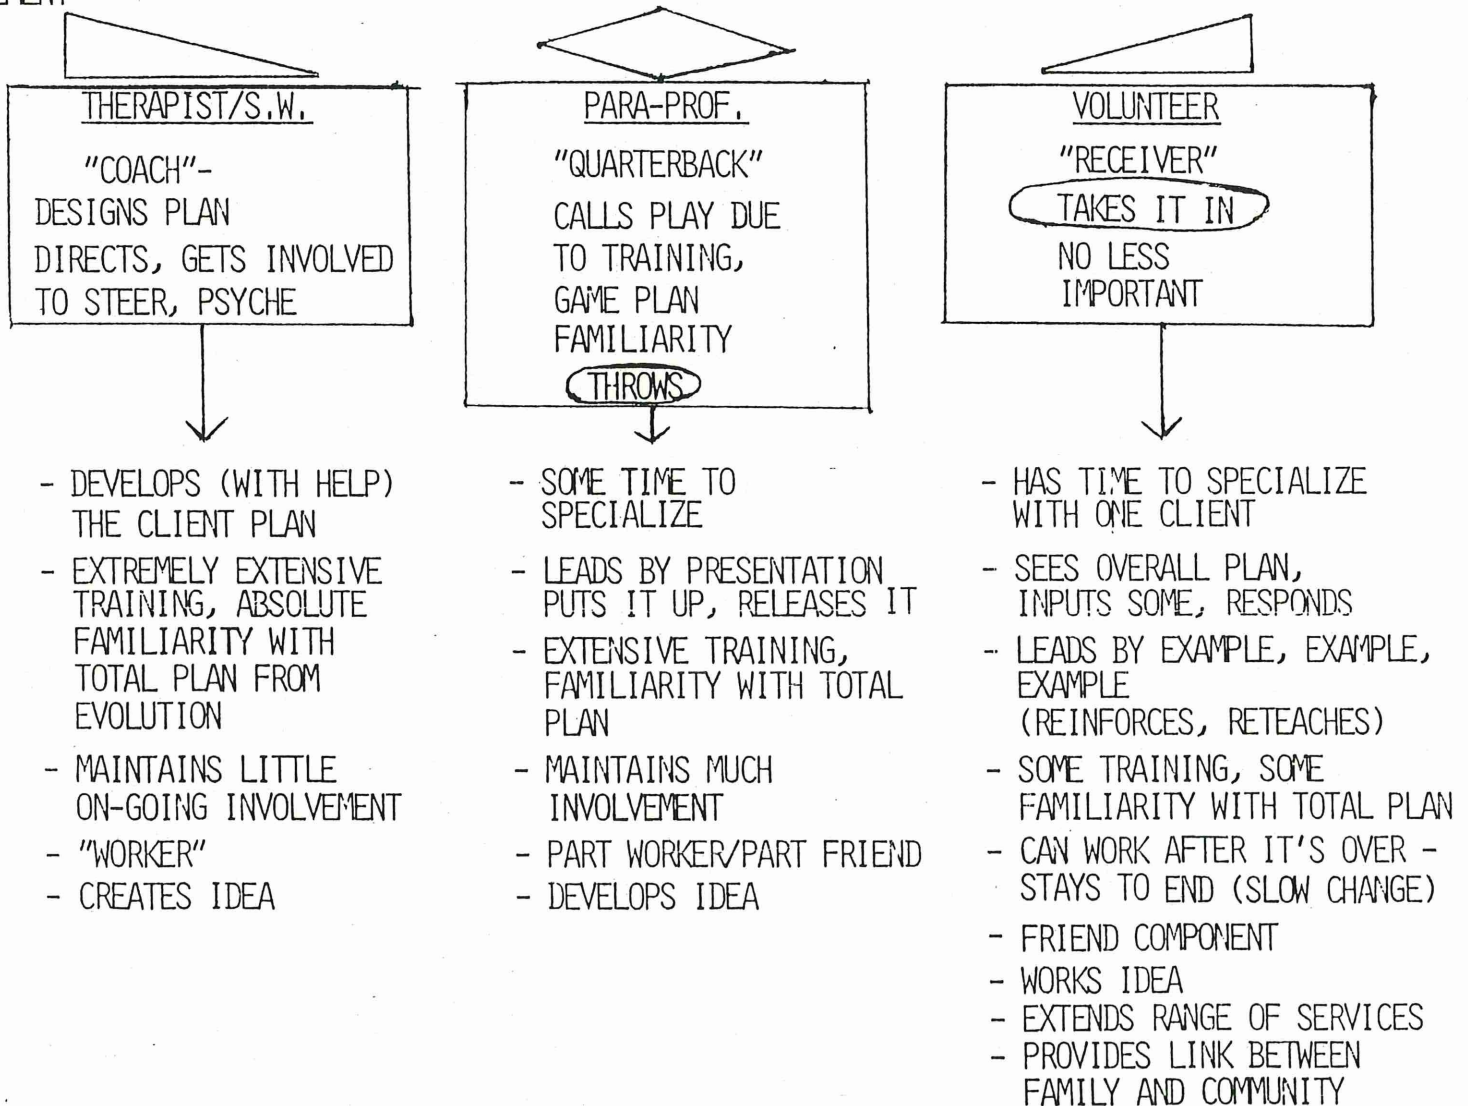 THERAPIST/S.W.
"COACH"-
DESIGNS PLAN
DIRECTS, GETS INVOLVED
TO STEER, PSYCHE
- DEVELOPS (WITH HELP)
THE CLIENT PLAN
- EXTREMELY EXTENSIVE
TRAINING, ABSOLUTE
FAMILIARITY WITH
TOTAL PLAN FROM
EVOLUTION
- MAINTAINS LITTLE
ON-GOING INVOLVEMENT
- "WORKER"
- CREATES IDEA
PARA-PROF.
"QUARTERBACK"
CALLS PLAY DUE
TO TRAINING,
GAME PLAN
FAMILIARITY
THROWS
- SOME TIME TO
SPECIALIZE
- LEADS BY PRESENTATION
PUTS IT UP, RELEASES IT
- EXTENSIVE TRAINING,
FAMILIARITY WITH TOTAL
PLAN
- MAINTAINS MUCH
INVOLVEMENT
- PART WORKER/PART FRIEND
- DEVELOPS IDEA
VOLUNTEER
"RECEIVER"
TAKES IT IN
NO LESS
IMPORTANT
- HAS TIME TO SPECIALIZE
WITH ONE CLIENT
- SEES OVERALL PLAN,
INPUTS SOME, RESPONDS
- LEADS BY EXAMPLE, EXAMPLE,
EXAMPLE
(REINFORCES, RETEACHES)
- SOME TRAINING, SOME
FAMILIARITY WITH TOTAL PLAN
- CAN WORK AFTER IT'S OVER -
STAYS TO END (SLOW CHANGE)
- FRIEND COMPONENT
- WORKS IDEA
- EXTENDS RANGE OF SERVICES
- PROVIDES LINK BETWEEN
FAMILY AND COMMUNITY